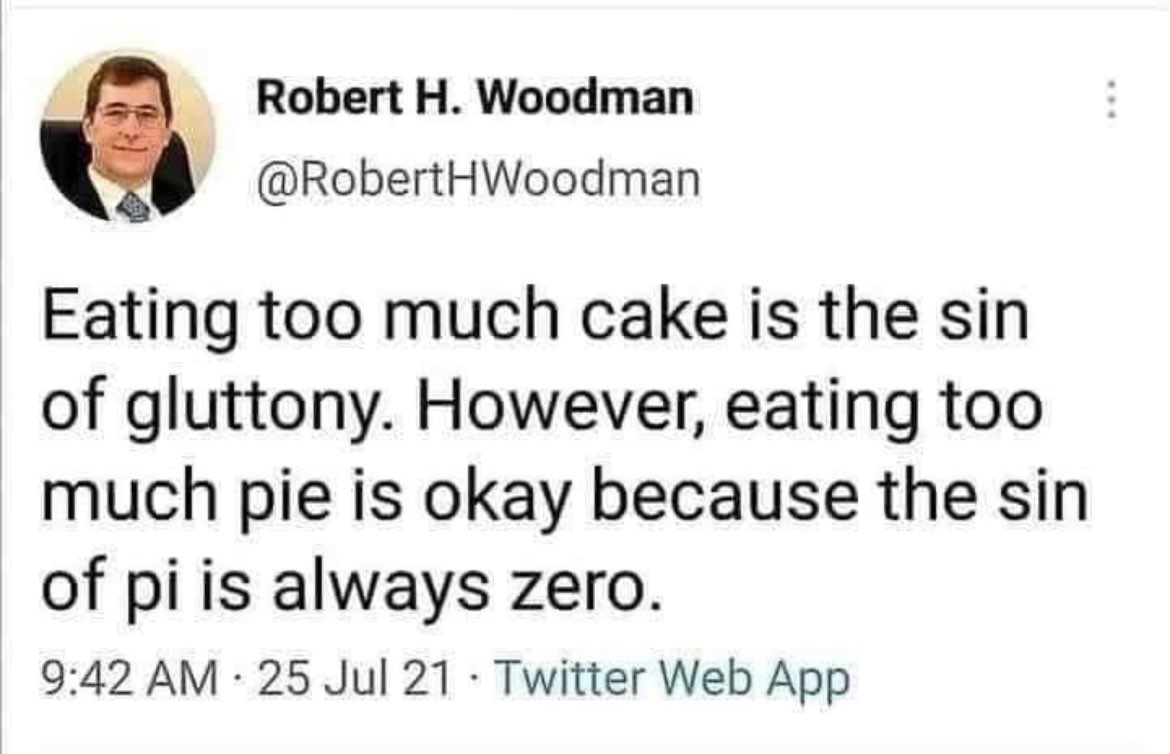 Robert H. Woodman
@RobertHWoodman
Eating too much cake is the sin
of gluttony. However, eating too
much pie is okay because the sin
of pi is always zero.
9:42 AM · 25 Jul 21 · Twitter Web App